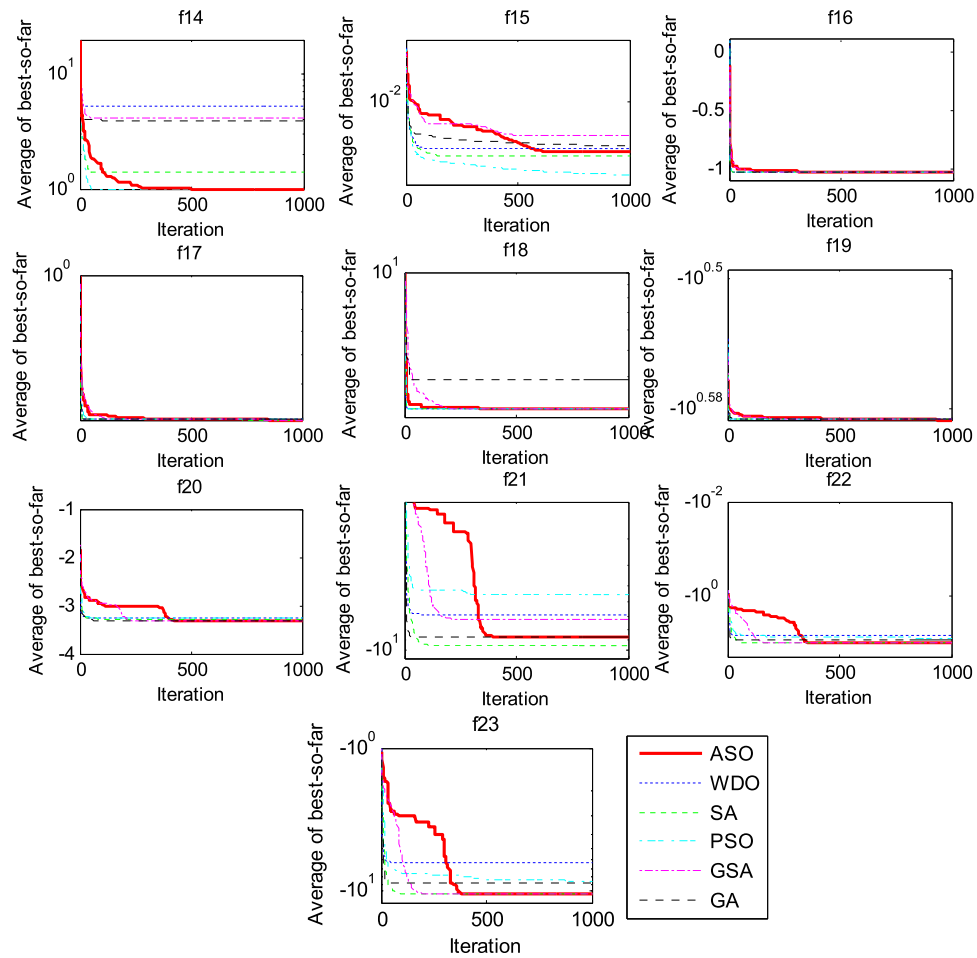 f14
Average of best-so-far
10^1
10^0
0
500
1000
Iteration
f15
Average of best-so-far
10^-2
0
500
1000
Iteration
f16
Average of best-so-far
0
-0.5
-1
0
500
1000
Iteration
f17
Average of best-so-far
10^0
0
500
1000
Iteration
f18
Average of best-so-far
10^1
0
500
1000
Iteration
f19
Average of best-so-far
-10^0.5
-10^0.58
0
500
1000
Iteration
f20
Average of best-so-far
-1
-2
-3
-4
0
500
1000
Iteration
f21
Average of best-so-far
-10^1
0
500
1000
Iteration
f22
Average of best-so-far
-10^-2
-10^0
0
500
1000
Iteration
f23
Average of best-so-far
-10^0
-10^1
0
500
1000
Iteration
ASO
WDO
SA
PSO
GSA
GA